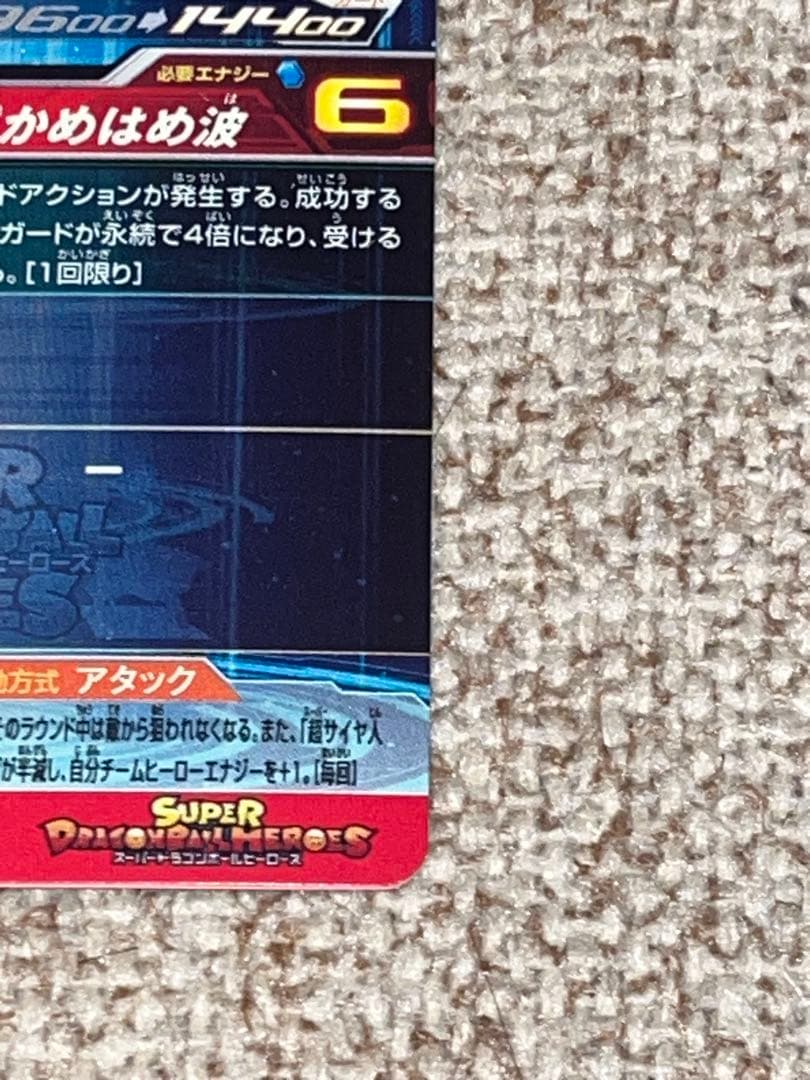 9600➡14400
必要エナジー 6
かめはめ波
ドアクションが発生する。成功する
ガードが永続で4倍になり、受ける
る。[1回限り]
ー
動方式 アタック
そのラウンド中は敵から狙われなくなる。また、「超サイヤ人
が半減し、自分チームヒーローエナジーを+1。[毎回]
SUPER
DRAGONBALL HEROES
スーパードラゴンボールヒーローズ